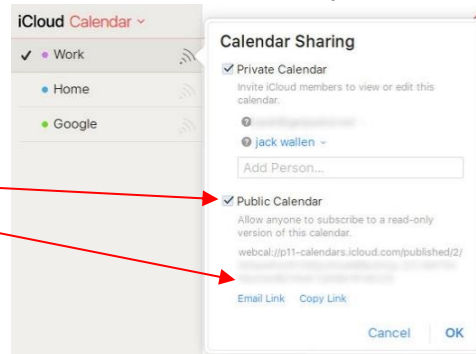 iCloud Calendar
Work
Home
Google
Calendar Sharing
Private Calendar
Invite iCloud members to view or edit this
calendar.
jack wallen
Add Person...
Public Calendar
Allow anyone to subscribe to a read-only
version of this calendar.
webcal://p11-calendars.icloud.com/published/2/
Email Link Copy Link
Cancel OK